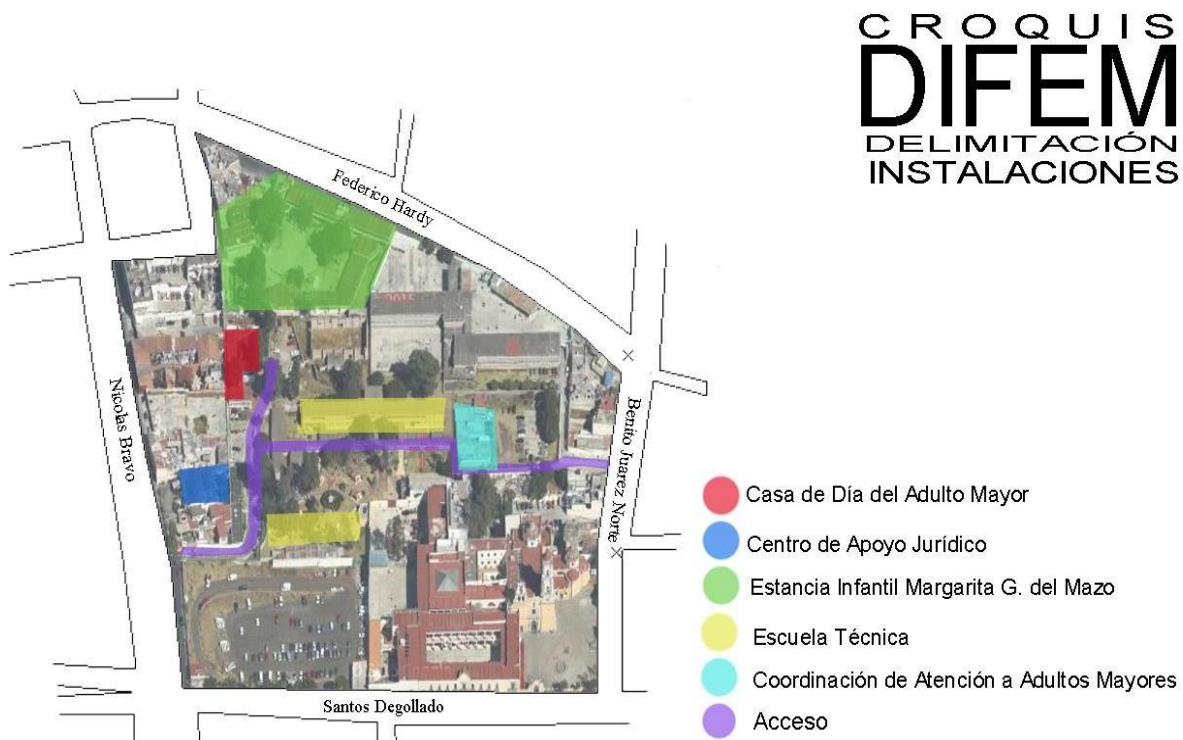 CROQUIS
DIFEM
DELIMITACIÓN
INSTALACIONES
Federico Hardy
Nicolas Bravo
Benito Juarez Norte
Santos Degollado
Casa de Día del Adulto Mayor
Centro de Apoyo Jurídico
Estancia Infantil Margarita G. del Mazo
Escuela Técnica
Coordinación de Atención a Adultos Mayores
Acceso